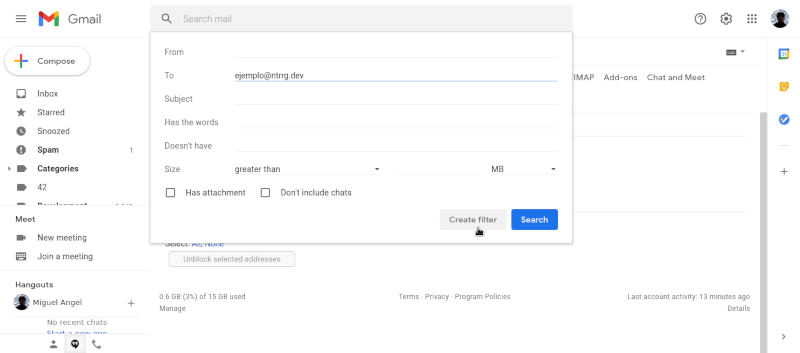 Gmail
Search mail
Compose
Inbox
Starred
Snoozed
Spam 1
Categories
42
Meet
New meeting
Join a meeting
Hangouts
Miguel Angel
No recent chats
Start a new one
From
To ejemplo@ntrrg.dev
Subject
Has the words
Doesn't have
Size greater than MB
Has attachment Don't include chats
Create filter Search
/IMAP Add-ons Chat and Meet
Select: All, None
Unblock selected addresses
0.6 GB (3%) of 15 GB used
Manage
Terms · Privacy · Program Policies
Last account activity: 13 minutes ago
Details